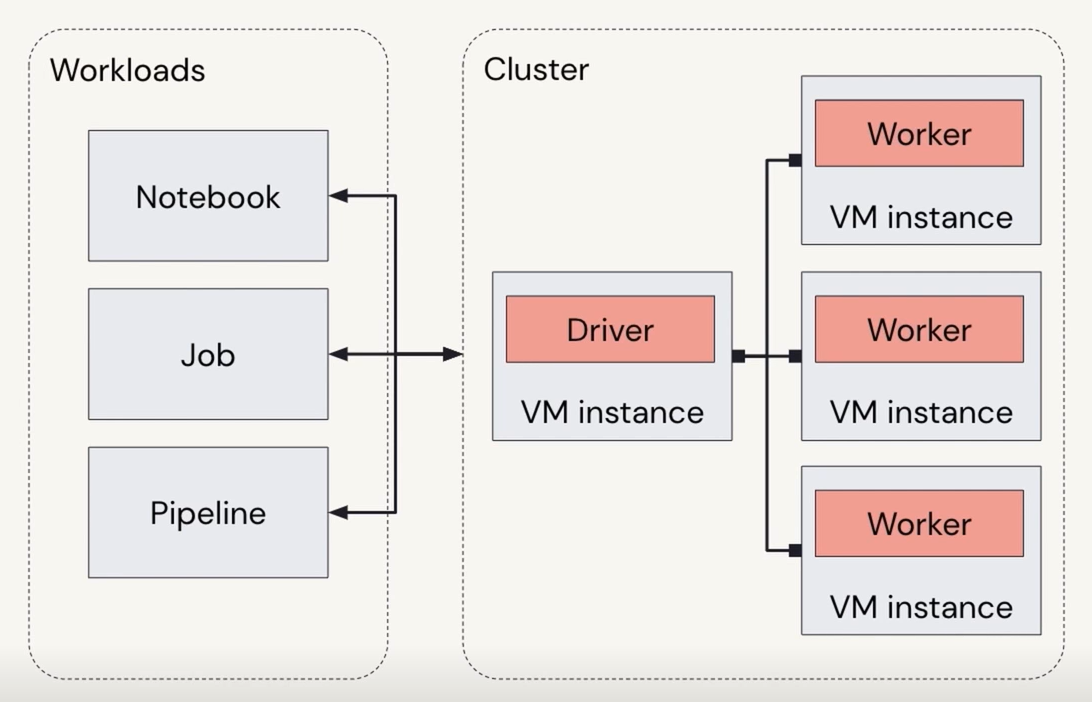 Workloads
Notebook
Job
Pipeline
Cluster
Driver
VM instance
Worker
VM instance
Worker
VM instance
Worker
VM instance